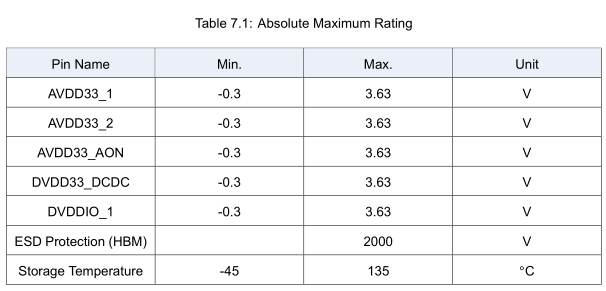 Table 7.1: Absolute Maximum Rating
Pin Name Min. Max. Unit
AVDD33_1 -0.3 3.63 V
AVDD33_2 -0.3 3.63 V
AVDD33_AON -0.3 3.63 V
DVDD33_DCDC -0.3 3.63 V
DVDDIO_1 -0.3 3.63 V
ESD Protection (HBM) 2000 V
Storage Temperature -45 135 °C